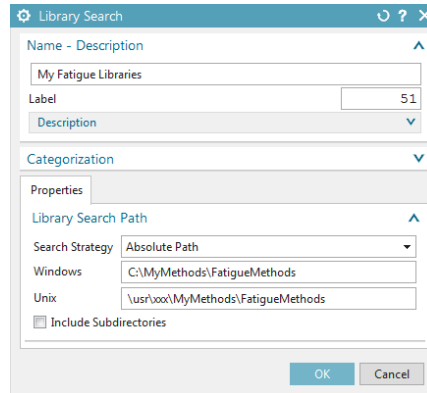 Library Search
Name - Description
My Fatigue Libraries
Label 51
Description
Categorization
Properties
Library Search Path
Search Strategy Absolute Path
Windows C:\MyMethods\FatigueMethods
Unix \usr\xxx\MyMethods\FatigueMethods
Include Subdirectories
OK Cancel